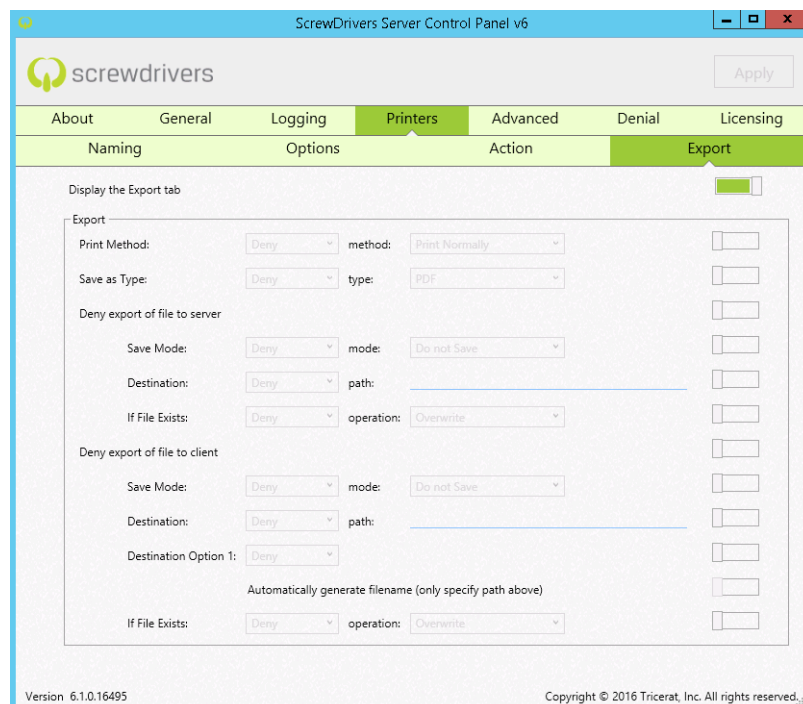 ScrewDrivers Server Control Panel v6
screwdrivers
Apply
About General Logging Printers Advanced Denial Licensing
Naming Options Action Export
Display the Export tab
Export
Print Method: Deny method: Print Normally
Save as Type: Deny type: PDF
Deny export of file to server
Save Mode: Deny mode: Do not Save
Destination: Deny path:
If File Exists: Deny operation: Overwrite
Deny export of file to client
Save Mode: Deny mode: Do not Save
Destination: Deny path:
Destination Option 1: Deny
Automatically generate filename (only specify path above)
If File Exists: Deny operation: Overwrite
Version 6.1.0.16495 Copyright © 2016 Tricerat, Inc. All rights reserved.